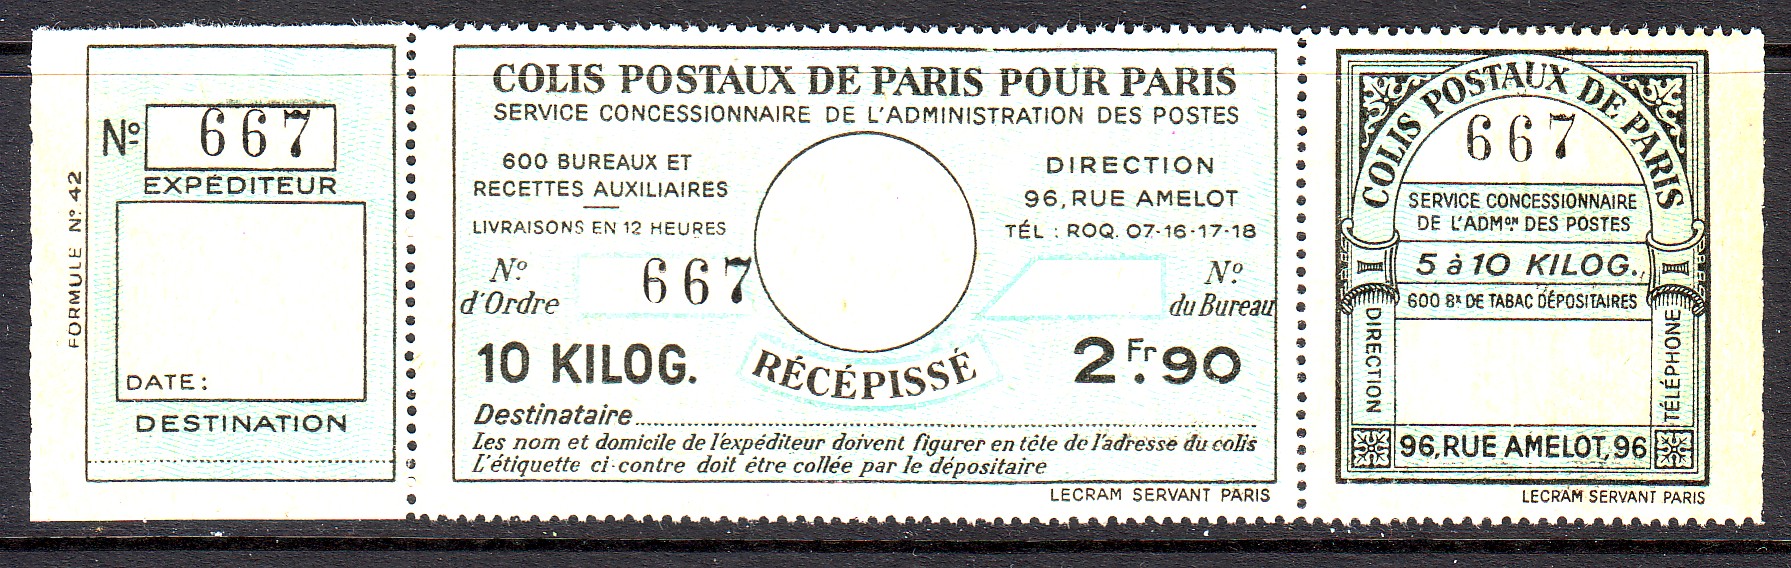 FORMULE Nº 42
Nº 667
EXPÉDITEUR
DATE:
DESTINATION
COLIS POSTAUX DE PARIS POUR PARIS
SERVICE CONCESSIONNAIRE DE L'ADMINISTRATION DES POSTES
600 BUREAUX ET
RECETTES AUXILIAIRES
LIVRAISONS EN 12 HEURES
DIRECTION
96, RUE AMELOT
TÉL : ROQ. 07-16-17-18
Nº
d'Ordre
667
Nº
du Bureau
10 KILOG.
RÉCÉPISSÉ
2Fr.90
Destinataire
Les nom et domicile de l'expéditeur doivent figurer en tête de l'adresse du colis
L'étiquette ci-contre doit être collée par le dépositaire
LECRAM SERVANT PARIS
COLIS POSTAUX DE PARIS
667
SERVICE CONCESSIONNAIRE
DE L'ADMon DES POSTES
5 à 10 KILOG.
600 Bx DE TABAC DÉPOSITAIRES
DIRECTION
TÉLÉPHONE
96, RUE AMELOT, 96
LECRAM SERVANT PARIS